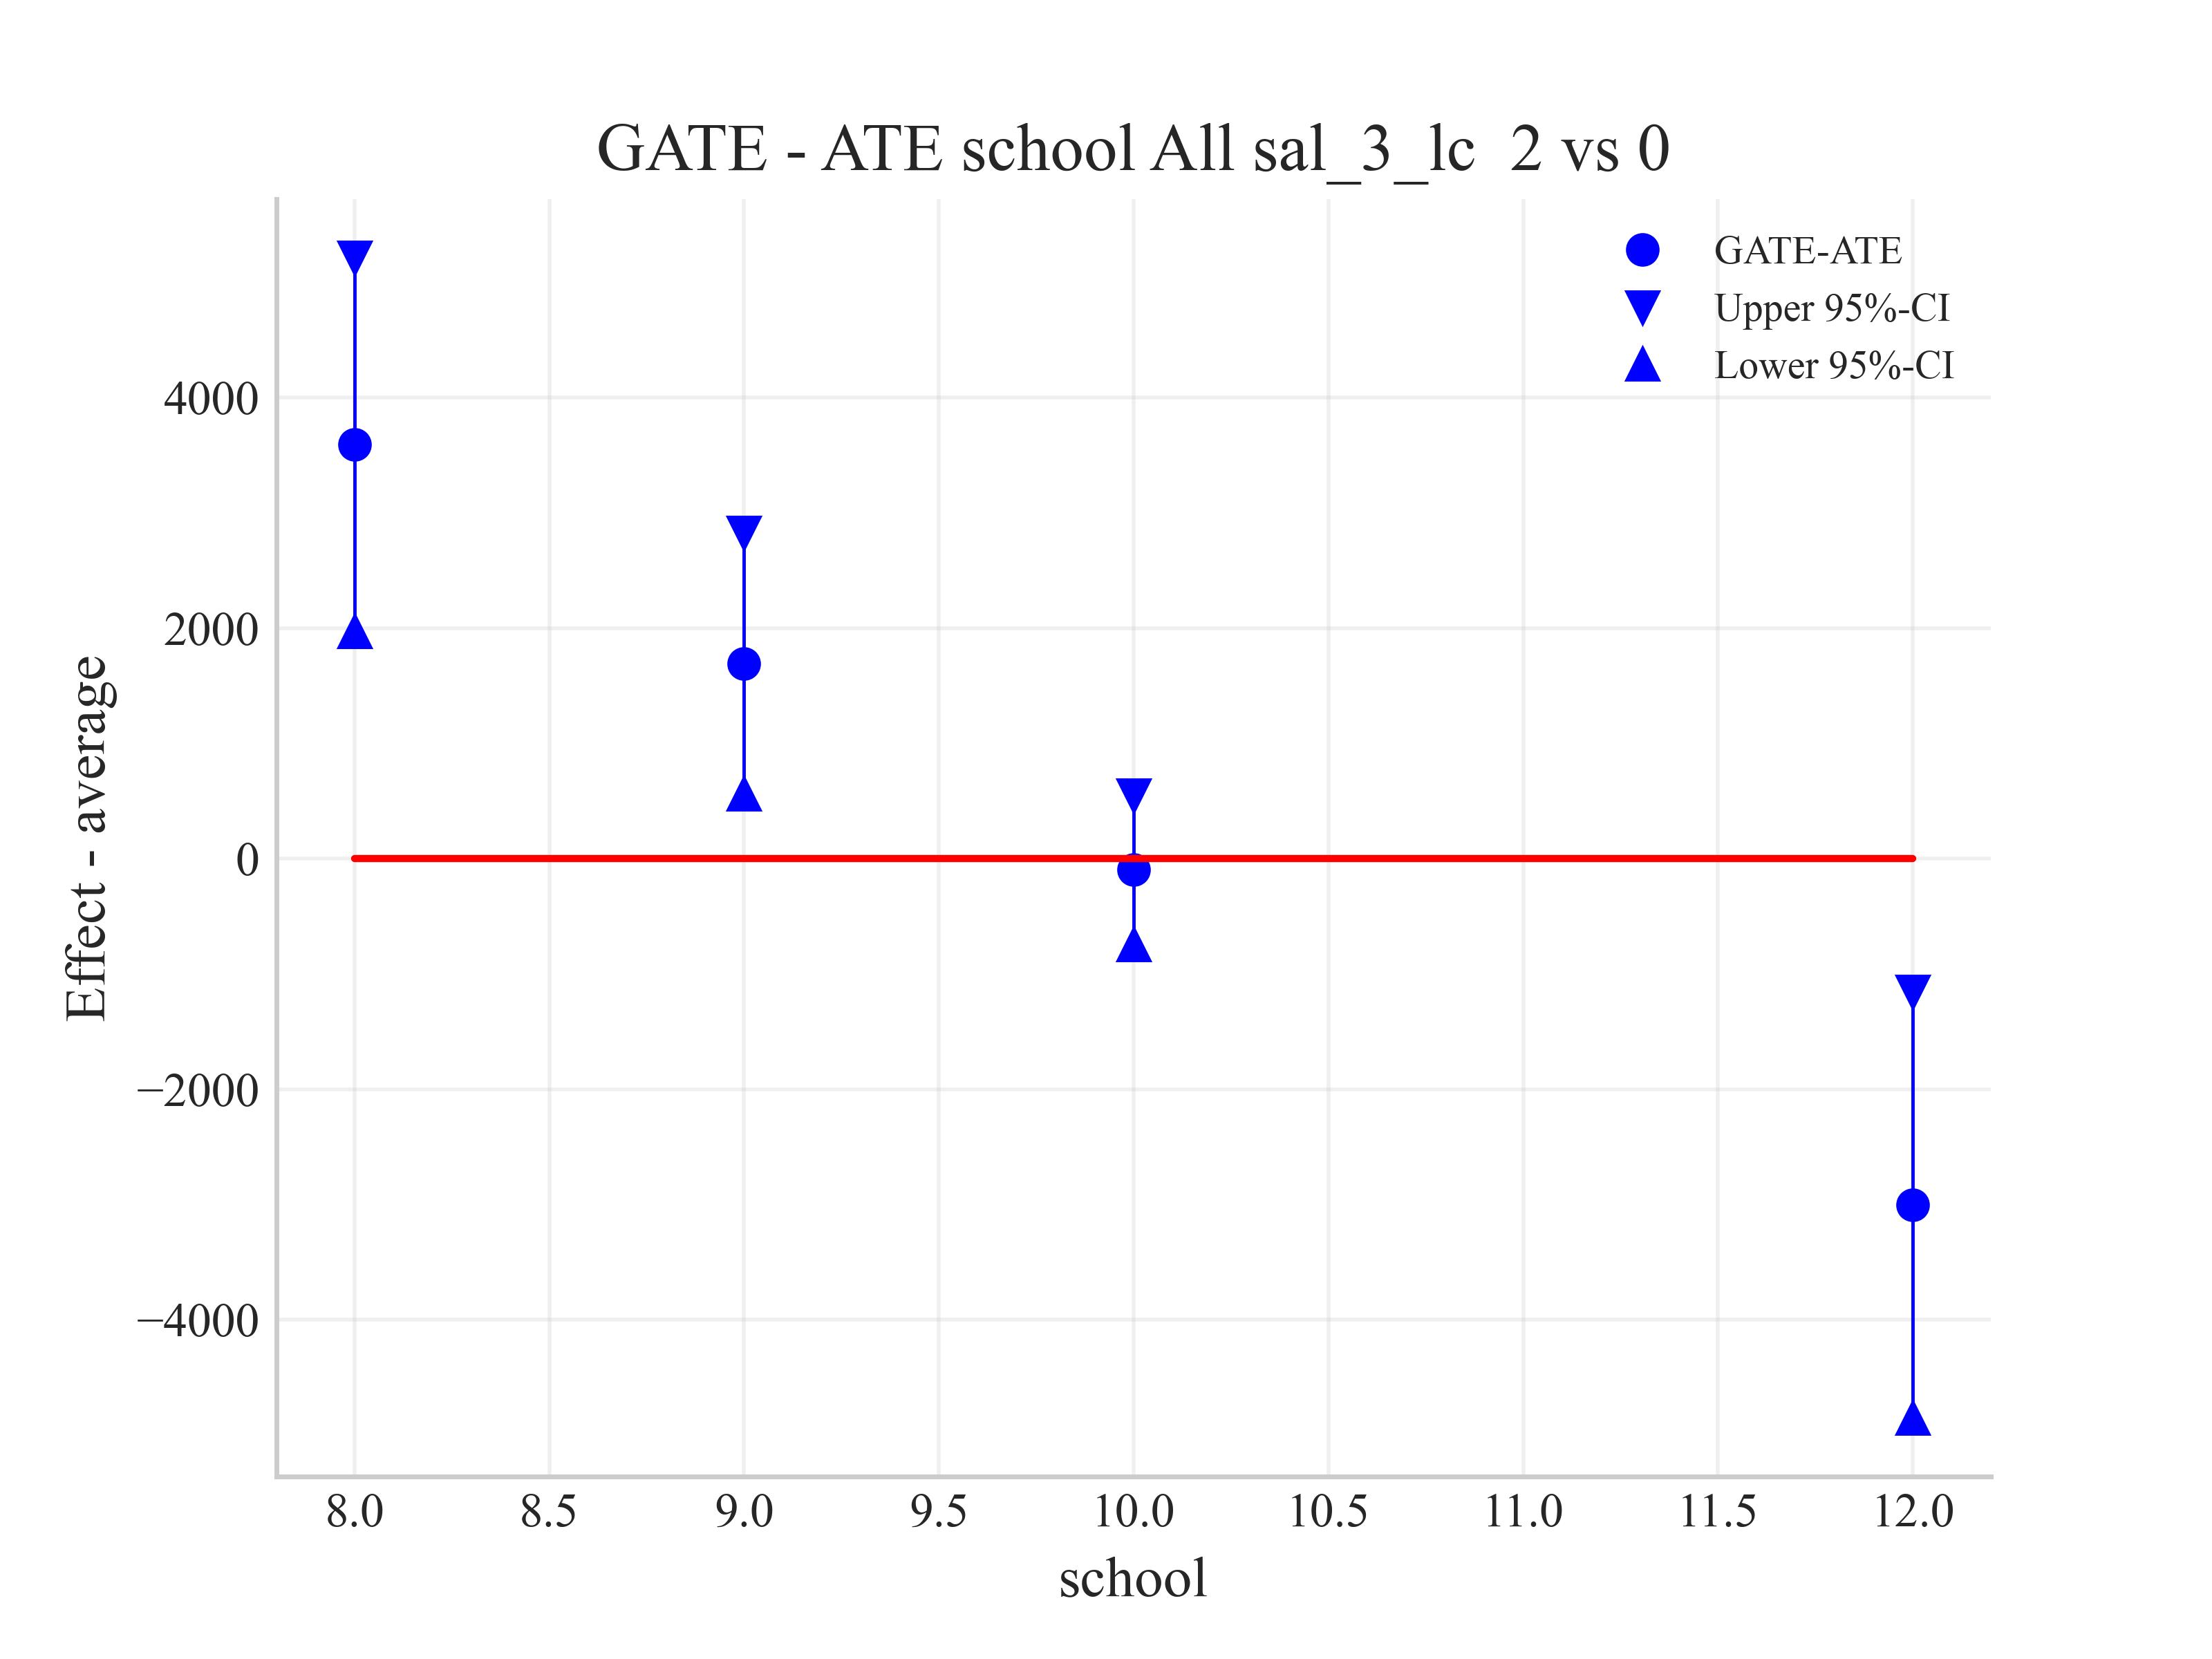 GATE - ATE school All sal_3_lc  2 vs 0
GATE-ATE
Upper 95%-CI
Lower 95%-CI
Effect - average
4000
2000
0
−2000
−4000
8.0 8.5 9.0 9.5 10.0 10.5 11.0 11.5 12.0
school